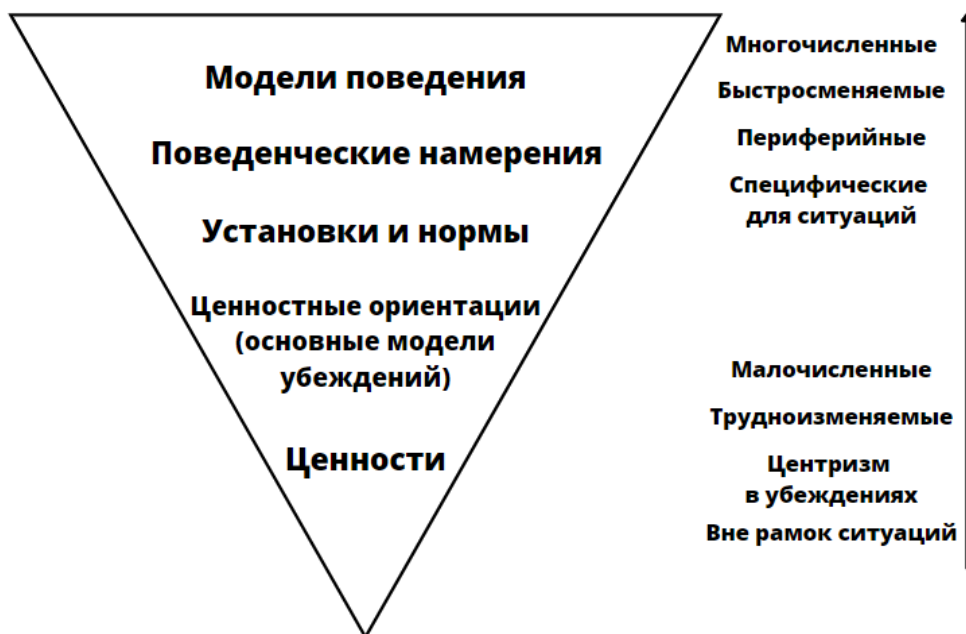 Модели поведения
Поведенческие намерения
Установки и нормы
Ценностные ориентации
(основные модели
убеждений)
Ценности
Многочисленные
Быстросменяемые
Периферийные
Специфические
для ситуаций
Малочисленные
Трудноизменяемые
Центризм
в убеждениях
Вне рамок ситуаций